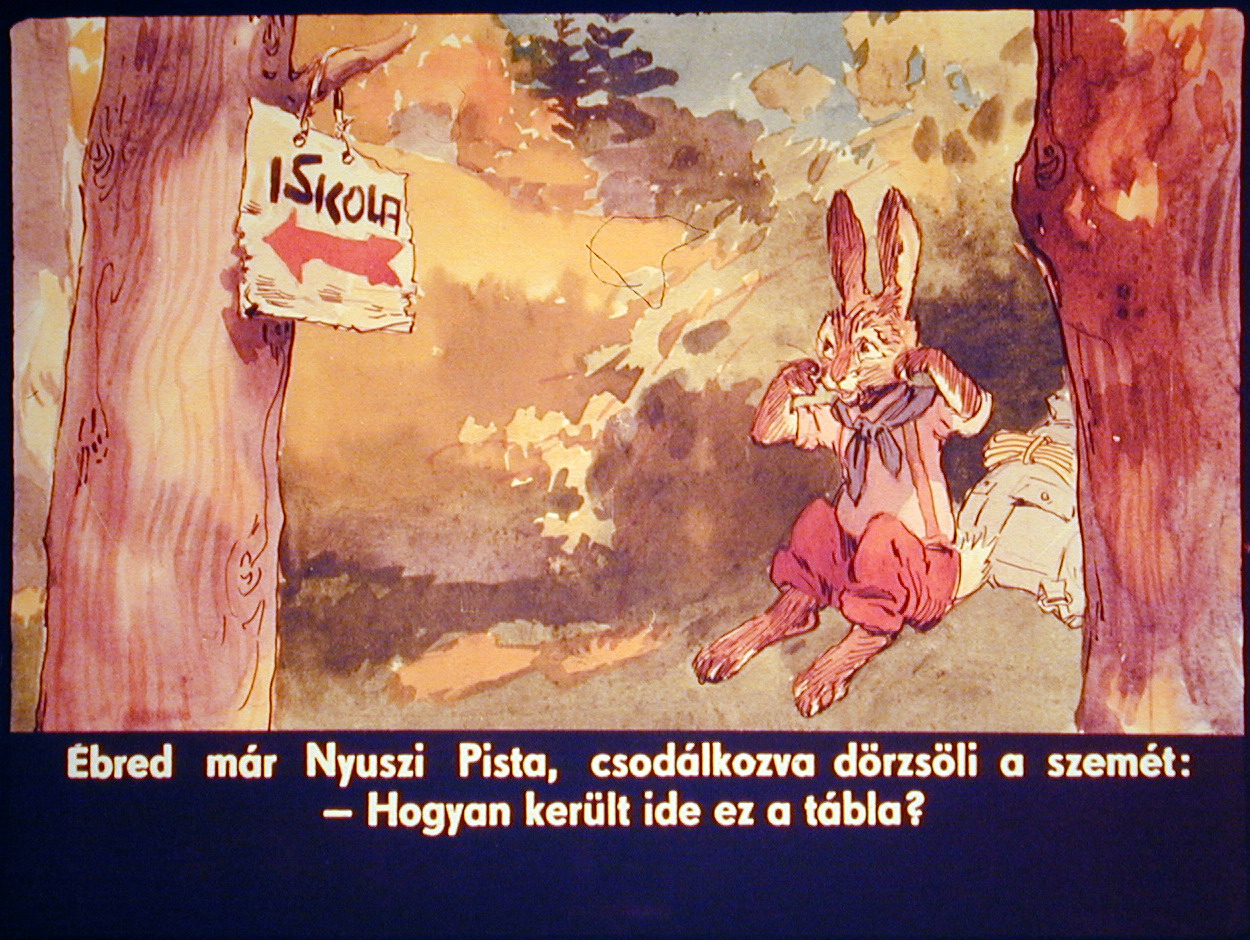 ISKOLA
Ébred már Nyuszi Pista, csodálkozva dörzsöli a szemét:
– Hogyan került ide ez a tábla?